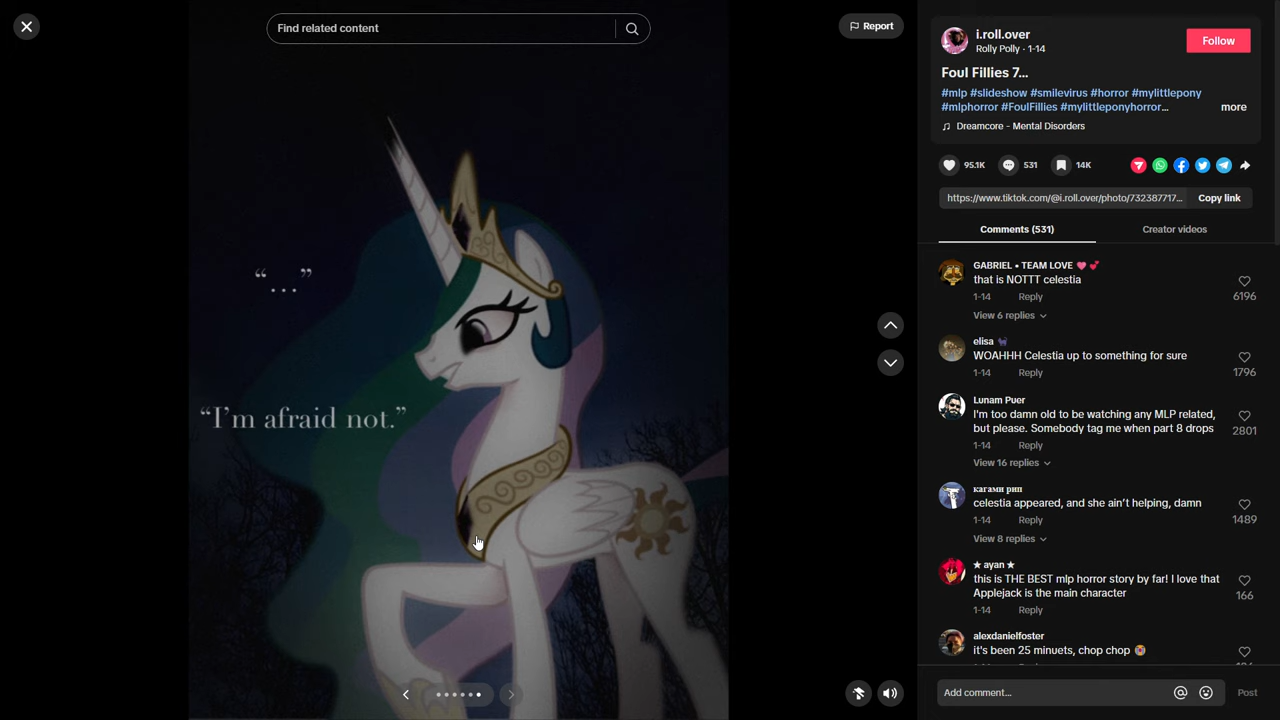 Find related content
Report
"..."
"I'm afraid not."
i.roll.over
Rolly Polly · 1-14
Follow
Foul Fillies 7...
#mlp #slideshow #smilevirus #horror #mylittlepony
#mlphorror #FoulFillies #mylittleponyhorror...
more
Dreamcore - Mental Disorders
95.1K
531
14K
https://www.tiktok.com/@i.roll.over/photo/732387717...
Copy link
Comments (531)
Creator videos
GABRIEL • TEAM LOVE
that is NOTTT celestia
1-14 Reply
6196
View 6 replies
elisa
WOAHHH Celestia up to something for sure
1-14 Reply
1796
Lunam Puer
I'm too damn old to be watching any MLP related,
but please. Somebody tag me when part 8 drops
2801
1-14 Reply
View 16 replies
кагами рип
celestia appeared, and she ain't helping, damn
1-14 Reply
1489
View 8 replies
★ ayan ★
this is THE BEST mlp horror story by far! I love that
Applejack is the main character
166
1-14 Reply
alexdanielfoster
it's been 25 minuets, chop chop
Add comment...
Post